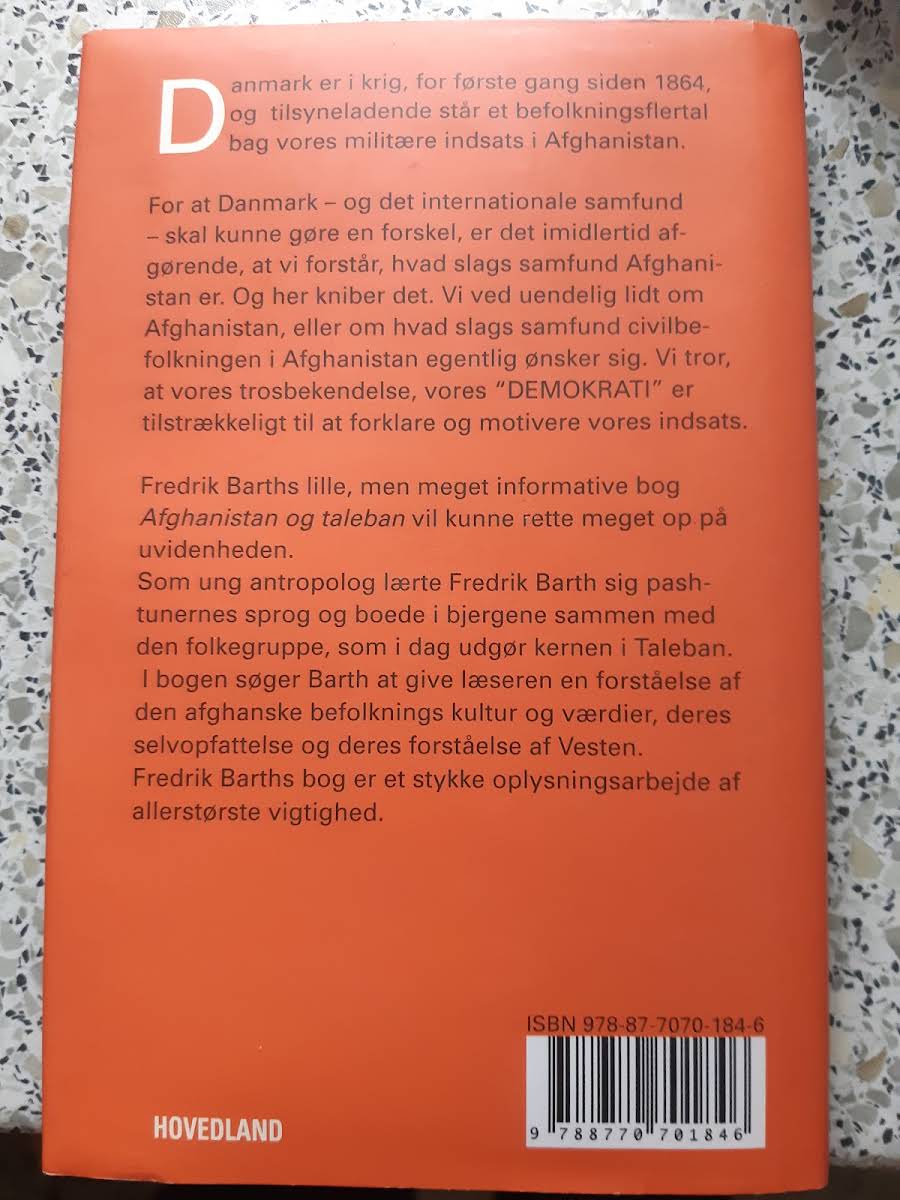 Danmark er i krig, for første gang siden 1864,
og tilsyneladende står et befolkningsflertal
bag vores militære indsats i Afghanistan.
For at Danmark – og det internationale samfund
– skal kunne gøre en forskel, er det imidlertid af-
gørende, at vi forstår, hvad slags samfund Afghani-
stan er. Og her kniber det. Vi ved uendelig lidt om
Afghanistan, eller om hvad slags samfund civilbe-
folkningen i Afghanistan egentlig ønsker sig. Vi tror,
at vores trosbekendelse, vores “DEMOKRATI” er
tilstrækkeligt til at forklare og motivere vores indsats.
Fredrik Barths lille, men meget informative bog
Afghanistan og taleban vil kunne rette meget op på
uvidenheden.
Som ung antropolog lærte Fredrik Barth sig pash-
tunernes sprog og boede i bjergene sammen med
den folkegruppe, som i dag udgør kernen i Taleban.
I bogen søger Barth at give læseren en forståelse af
den afghanske befolknings kultur og værdier, deres
selvopfattelse og deres forståelse af Vesten.
Fredrik Barths bog er et stykke oplysningsarbejde af
allerstørste vigtighed.
ISBN 978-87-7070-184-6
9 788770 701846
HOVEDLAND